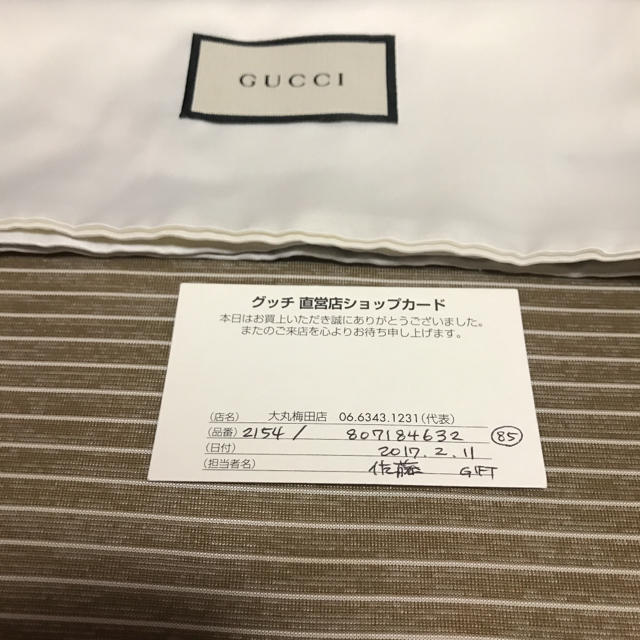 GUCCI
グッチ 直営店ショップカード
本日はお買上いただき誠にありがとうございました。
またのご来店を心よりお待ち申し上げます。
(店名) 大丸梅田店 06.6343.1231(代表)
(品番) 2154 / 807184632 85
(日付) 2017. 2. 11
(担当者名) 佐藤 GIFT